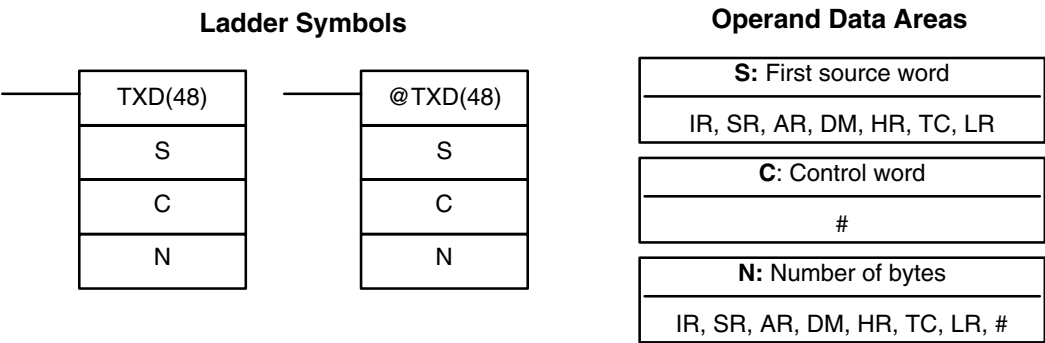 Ladder Symbols
TXD(48)
S
C
N
@TXD(48)
S
C
N
Operand Data Areas
S: First source word
IR, SR, AR, DM, HR, TC, LR
C: Control word
#
N: Number of bytes
IR, SR, AR, DM, HR, TC, LR, #